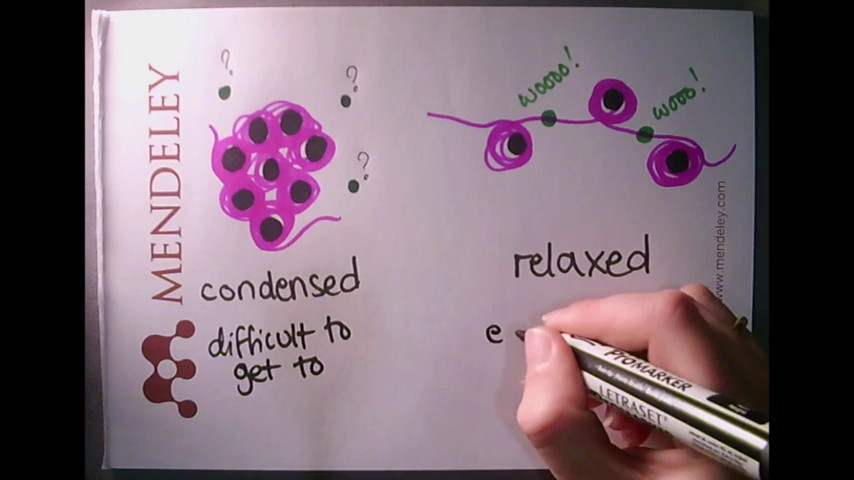 MENDELEY
?
?
?
condensed
difficult to
get to
woooo!
wooo!
relaxed
e
www.mendeley.com
PROMARKER
LETRASET